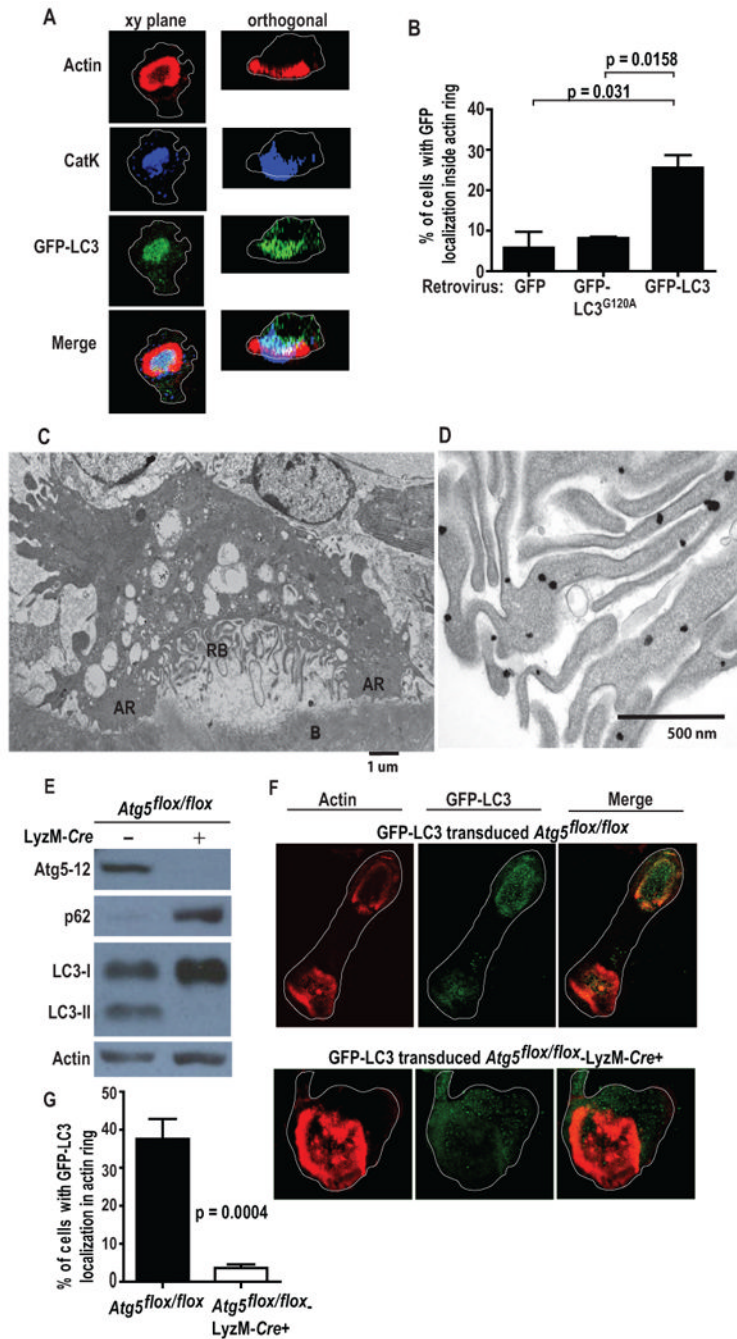 A
xy plane
orthogonal
Actin
CatK
GFP-LC3
Merge
B
p = 0.0158
p = 0.031
% of cells with GFP
localization inside actin ring
40
30
20
10
0
Retrovirus: GFP GFP- GFP-LC3
LC3G120A
C
RB
AR
AR
B
1 um
D
500 nm
E
Atg5flox/flox
LyzM-Cre − +
Atg5-12
p62
LC3-I
LC3-II
Actin
F
Actin
GFP-LC3
Merge
GFP-LC3 transduced Atg5flox/flox
GFP-LC3 transduced Atg5flox/flox-LyzM-Cre+
G
% of cells with GFP-LC3
localization in actin ring
50
40
30
20
10
0
p = 0.0004
Atg5flox/flox
Atg5flox/flox-
LyzM-Cre+